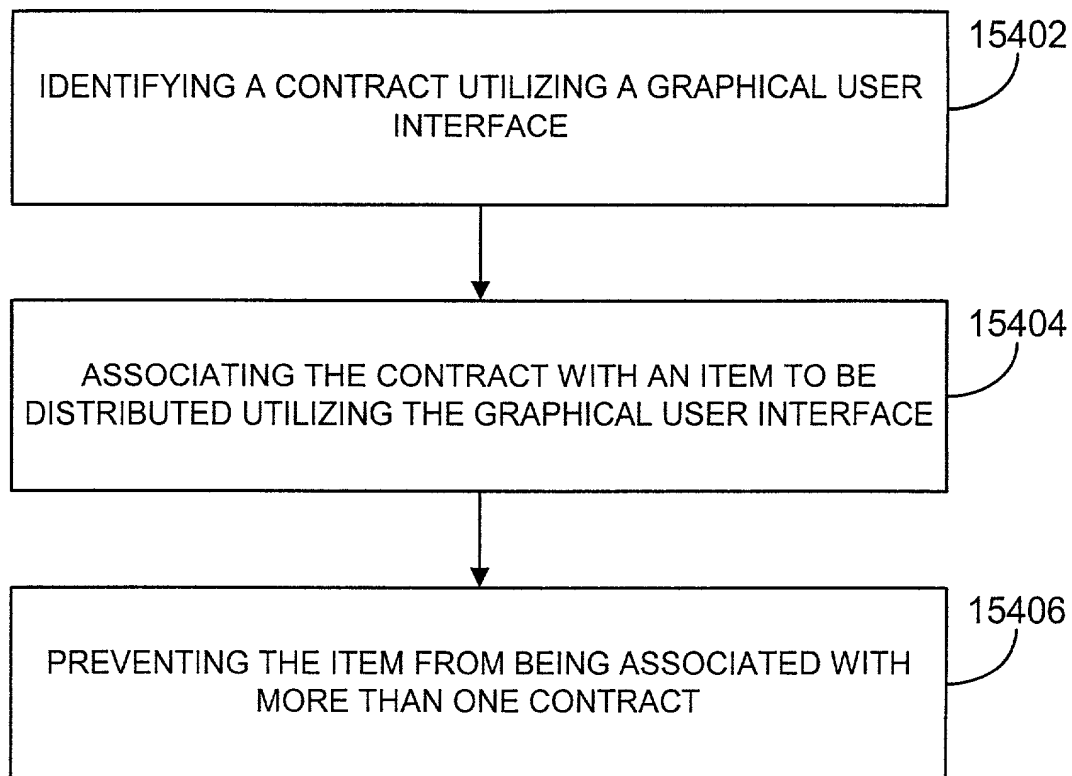 15402
IDENTIFYING A CONTRACT UTILIZING A GRAPHICAL USER
INTERFACE
15404
ASSOCIATING THE CONTRACT WITH AN ITEM TO BE
DISTRIBUTED UTILIZING THE GRAPHICAL USER INTERFACE
15406
PREVENTING THE ITEM FROM BEING ASSOCIATED WITH
MORE THAN ONE CONTRACT